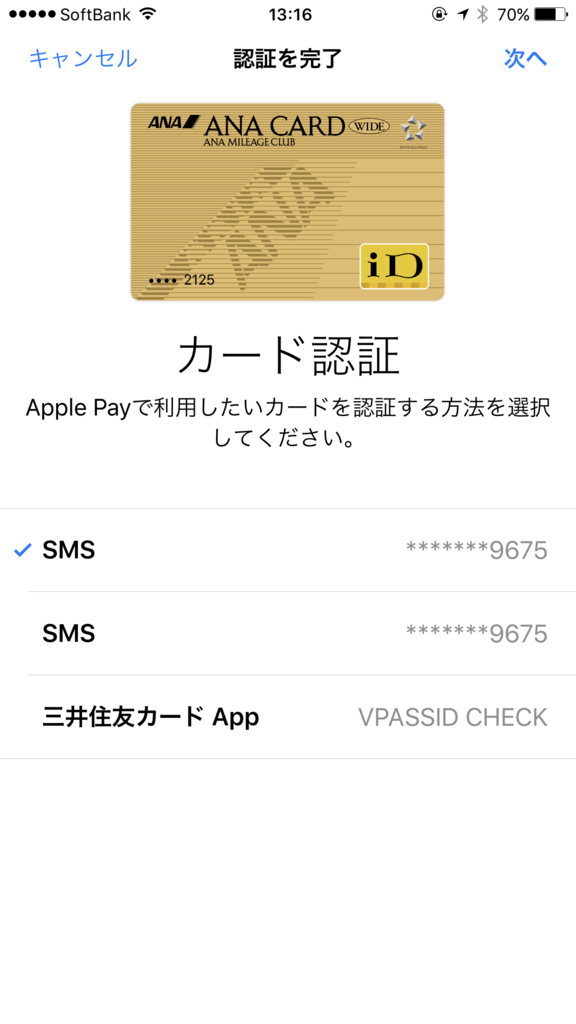 ●●●●● SoftBank 13:16 70%
キャンセル 認証を完了 次へ
ANA ANA CARD WIDE
ANA MILEAGE CLUB
•••• 2125 iD
カード認証
Apple Payで利用したいカードを認証する方法を選択
してください。
SMS *******9675
SMS *******9675
三井住友カード App VPASSID CHECK